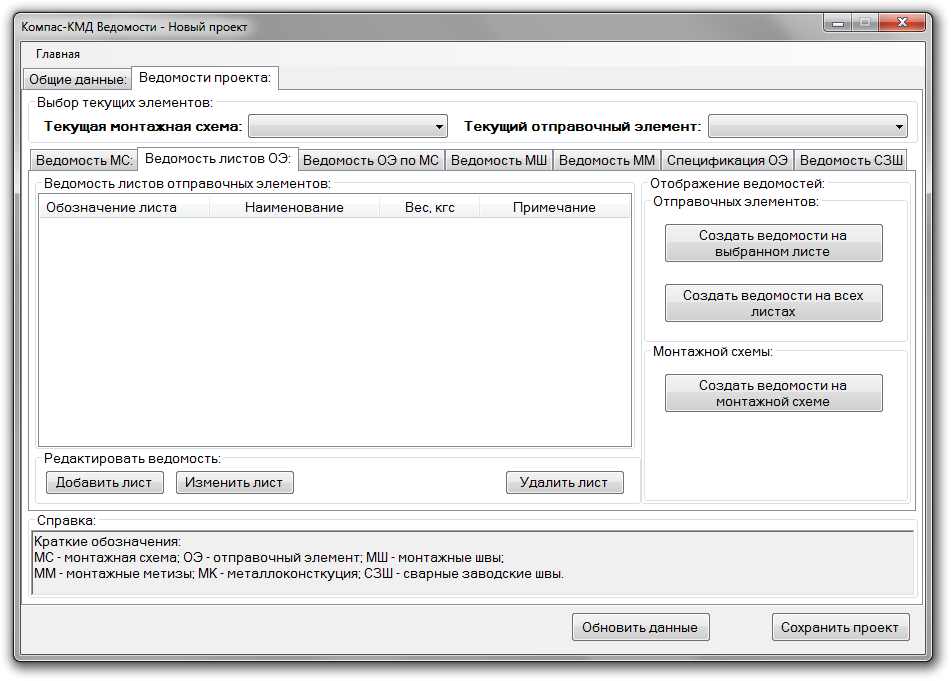 Компас-КМД Ведомости - Новый проект
Главная
Общие данные: Ведомости проекта:
Выбор текущих элементов:
Текущая монтажная схема: Текущий отправочный элемент:
Ведомость МС: Ведомость листов ОЭ: Ведомость ОЭ по МС Ведомость МШ Ведомость ММ Спецификация ОЭ Ведомость СЗШ
Ведомость листов отправочных элементов:
Обозначение листа Наименование Вес, кгс Примечание
Отображение ведомостей:
Отправочных элементов:
Создать ведомости на
выбранном листе
Создать ведомости на всех
листах
Монтажной схемы:
Создать ведомости на
монтажной схеме
Редактировать ведомость:
Добавить лист Изменить лист Удалить лист
Справка:
Краткие обозначения:
МС - монтажная схема; ОЭ - отправочный элемент; МШ - монтажные швы;
ММ - монтажные метизы; МК - металлоконсткуция; СЗШ - сварные заводские швы.
Обновить данные Сохранить проект